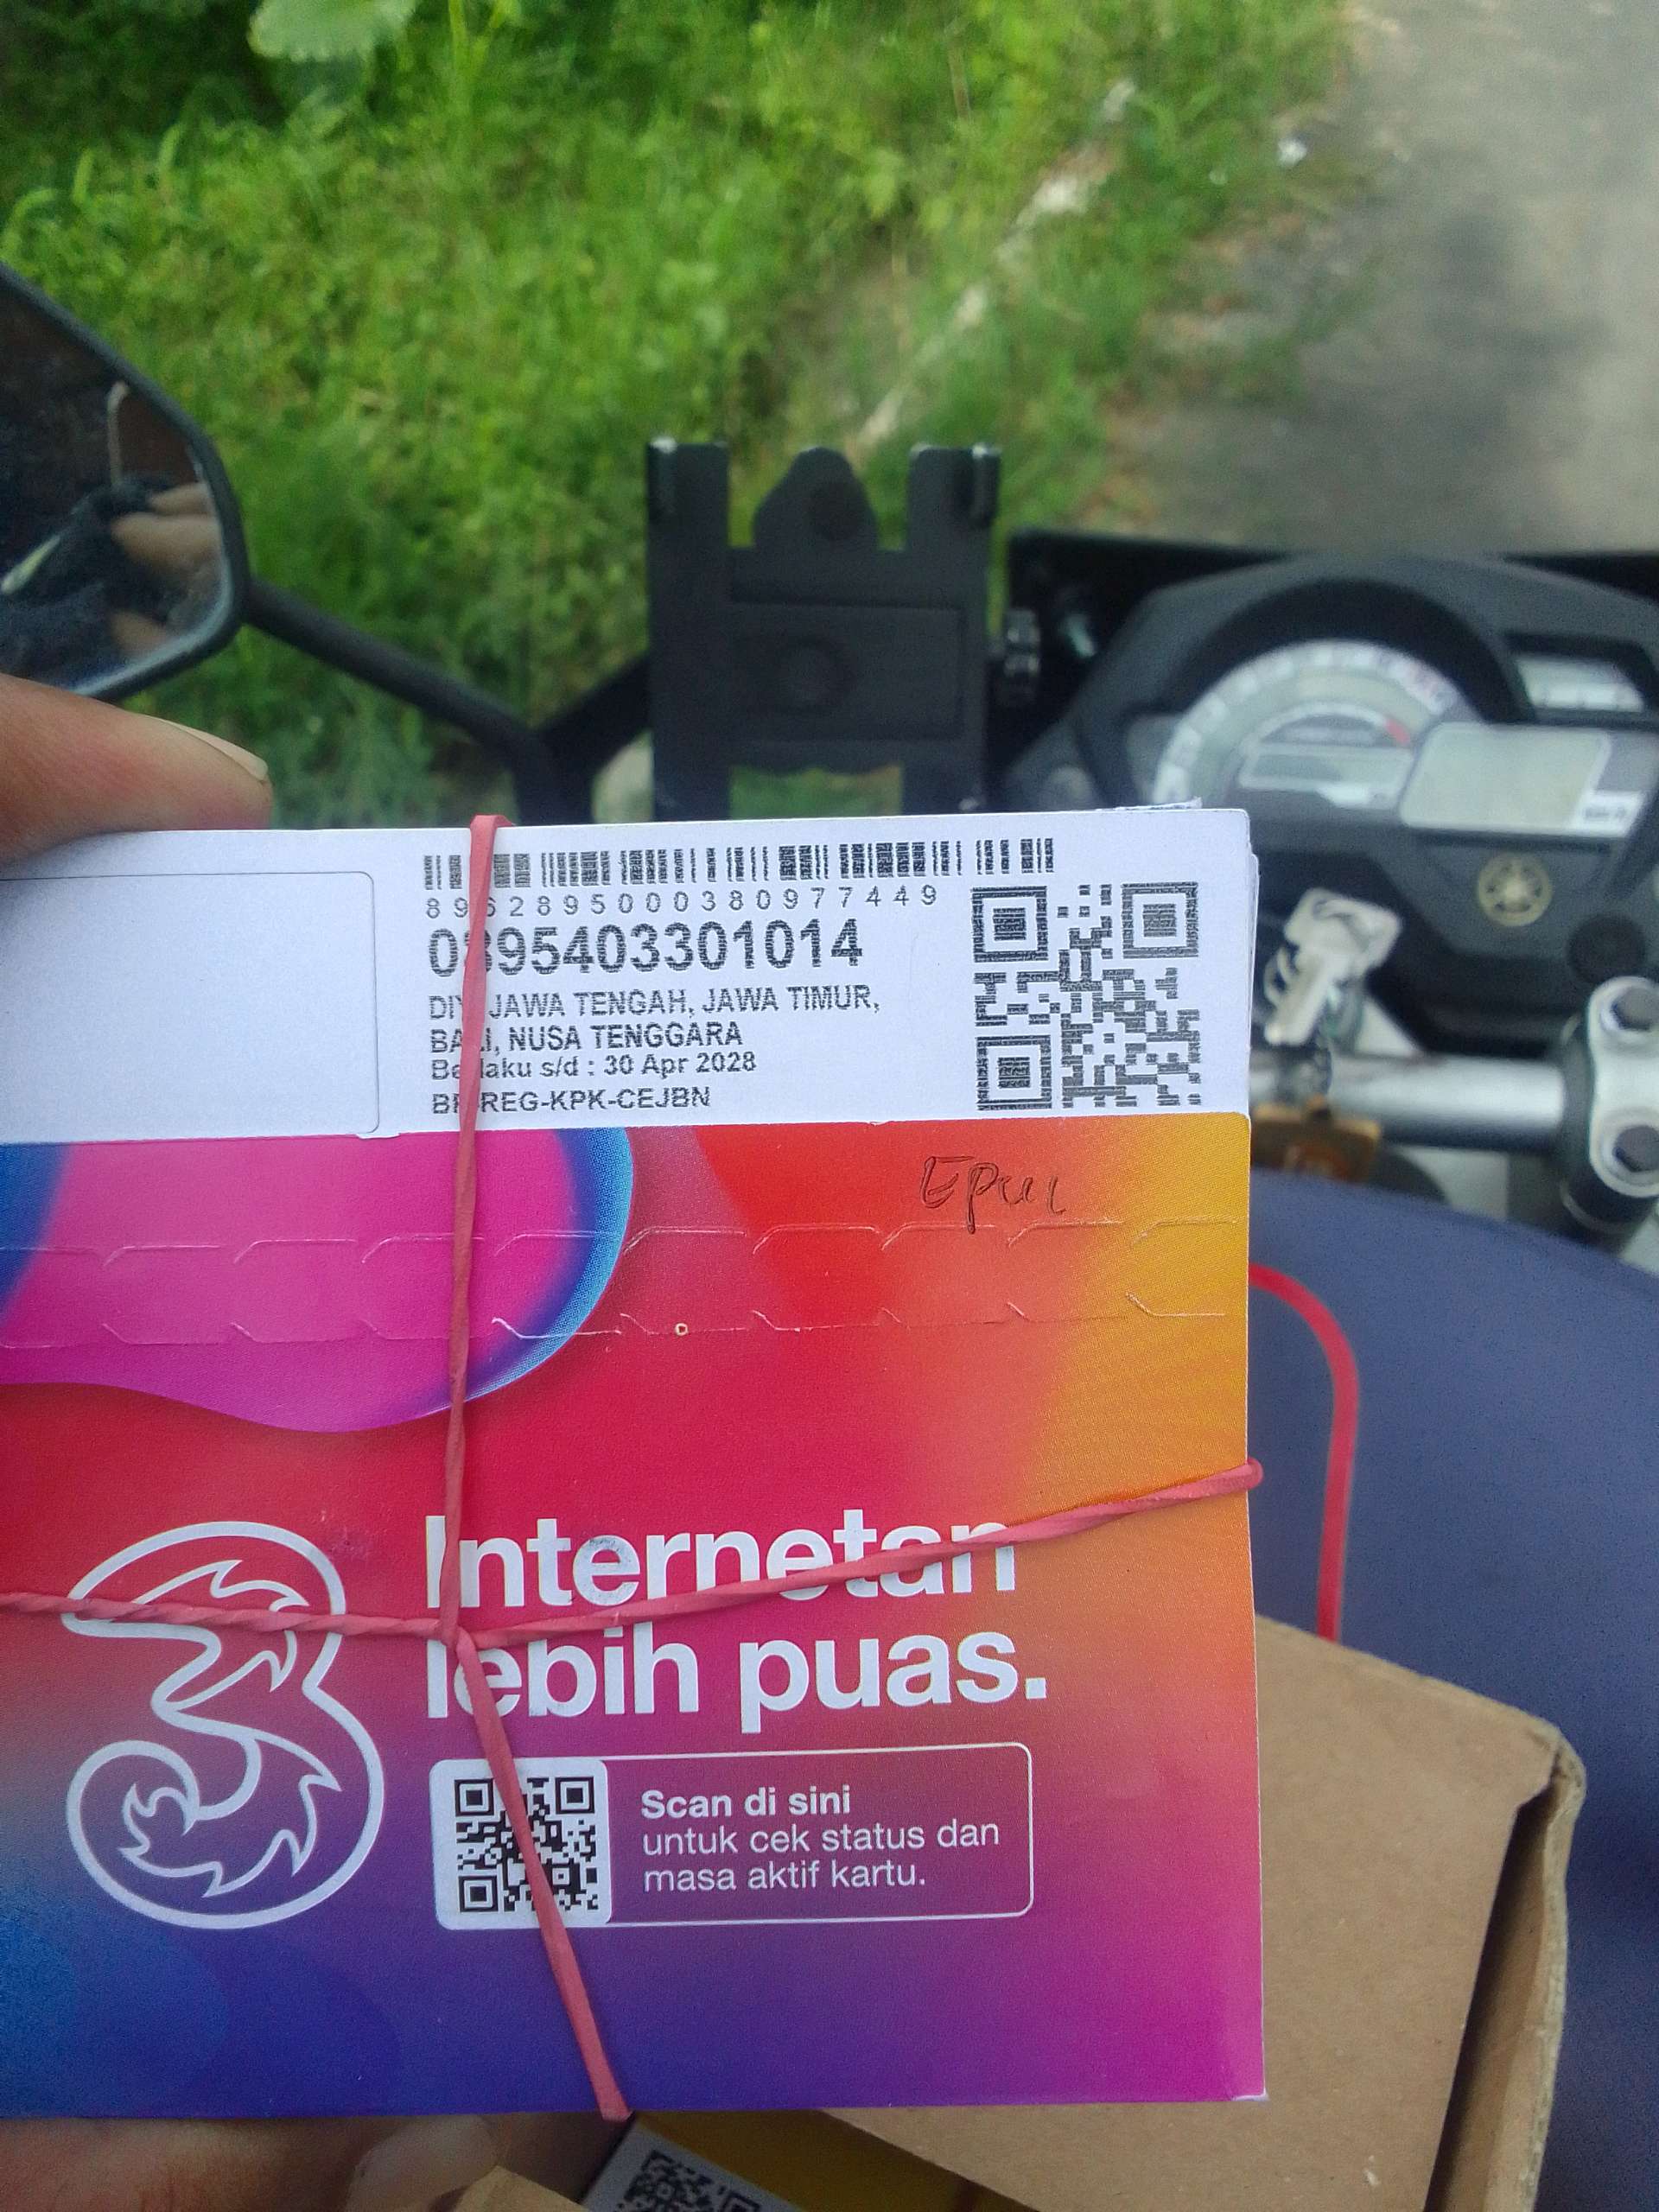 8962895000380977449
0895403301014
DIY, JAWA TENGAH, JAWA TIMUR,
BALI, NUSA TENGGARA
Berlaku s/d : 30 Apr 2028
REG-KPK-CEJBN
Epul
3
Internetan
lebih puas.
Scan di sini
untuk cek status dan
masa aktif kartu.